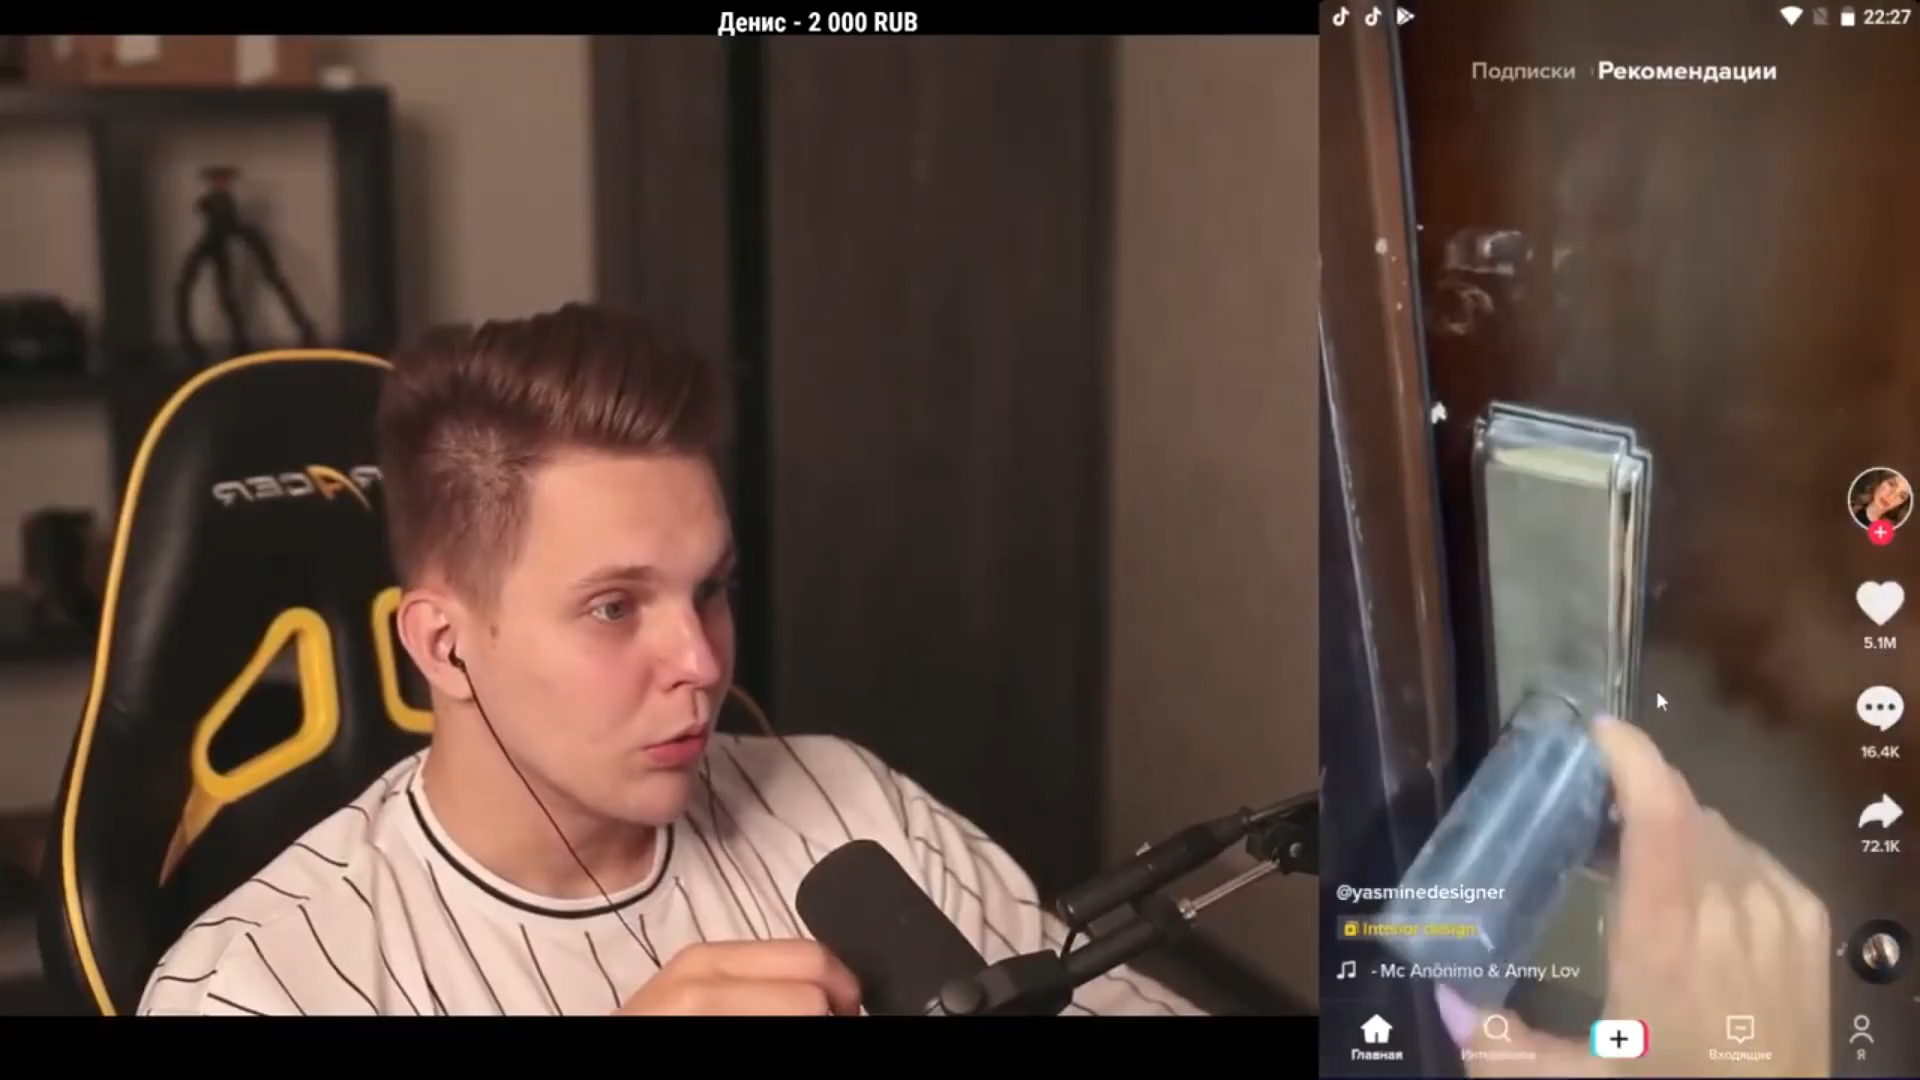 Денис - 2 000 RUB
22:27
Подписки Рекомендации
5.1M
16.4K
72.1K
@yasminedesigner
Interior design
- Mc Anônimo & Anny Lov
Главная
Входящие
Я